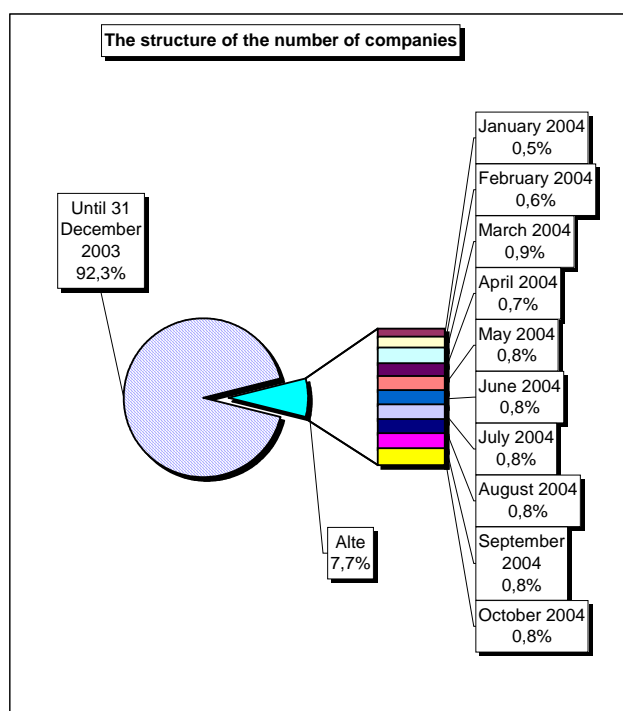 The structure of the number of companies
January 2004
0,5%
February 2004
0,6%
March 2004
0,9%
April 2004
0,7%
May 2004
0,8%
June 2004
0,8%
July 2004
0,8%
August 2004
0,8%
September
2004
0,8%
October 2004
0,8%
Until 31
December
2003
92,3%
Alte
7,7%